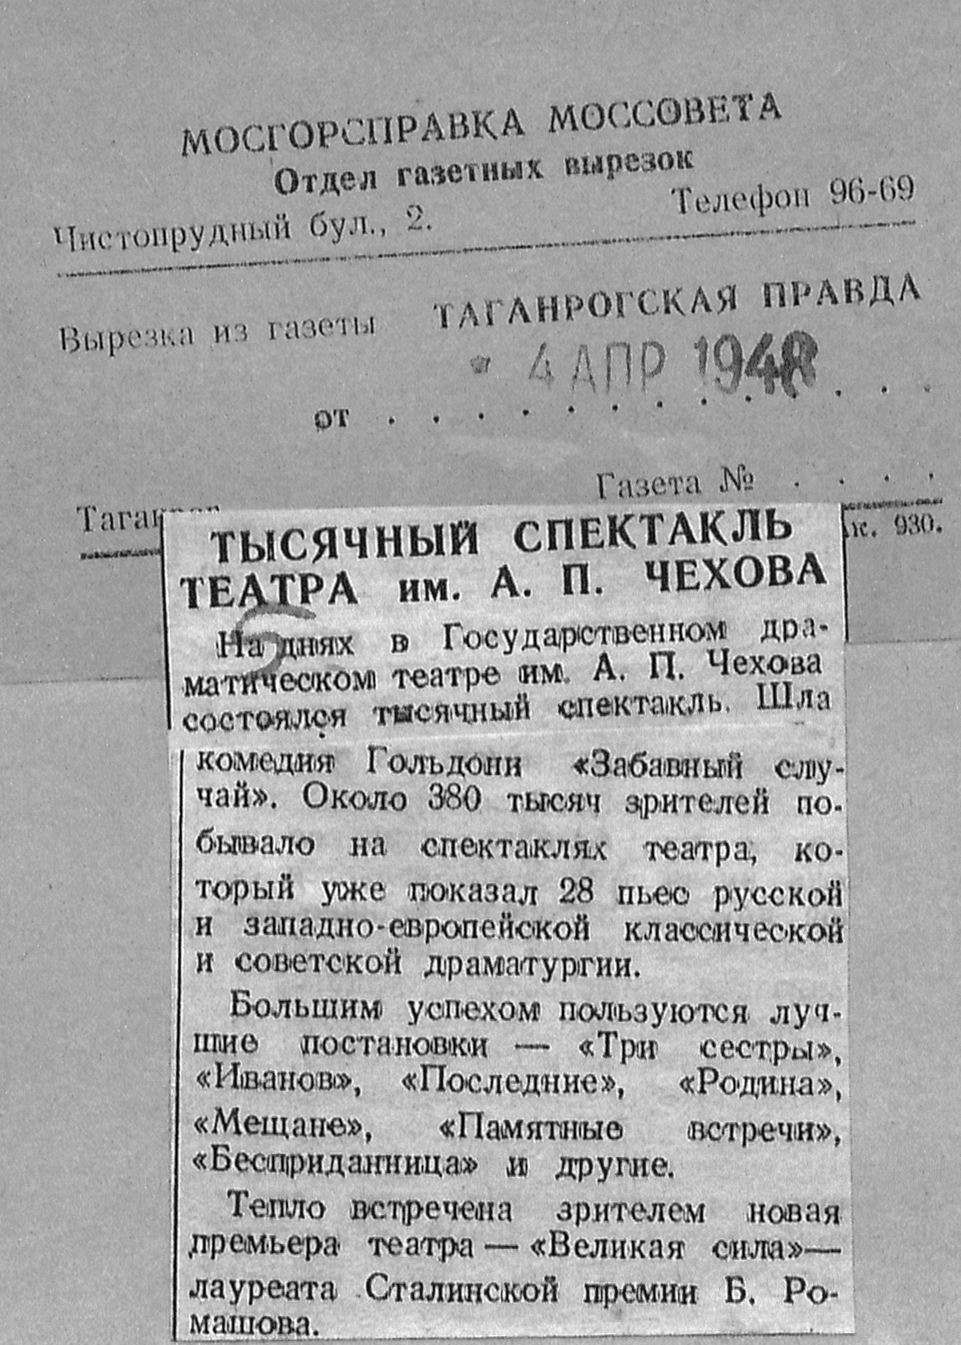 МОСГОРСПРАВКА МОССОВЕТА
Отдел газетных вырезок
Чистопрудный бул., 2. Телефон 96-69
Вырезка из газеты ТАГАНРОГСКАЯ ПРАВДА
4 АПР 1948
от . . . . . . . . . . . . .
Газета № . . . .
Таганрог
к. 930.
ТЫСЯЧНЫЙ СПЕКТАКЛЬ
ТЕАТРА им. А. П. ЧЕХОВА
На днях в Государственном дра-
матическом театре им. А. П. Чехова
состоялся тысячный спектакль. Шла
комедия Гольдони «Забавный слу-
чай». Около 380 тысяч зрителей по-
бывало на спектаклях театра, ко-
торый уже показал 28 пьес русской
и западно-европейской классической
и советской драматургии.
Большим успехом пользуются луч-
шие постановки — «Три сестры»,
«Иванов», «Последние», «Родина»,
«Мещане», «Памятные встречи»,
«Бесприданница» и другие.
Тепло встречена зрителем новая
премьера театра — «Великая сила»—
лауреата Сталинской премии Б. Ро-
машова.